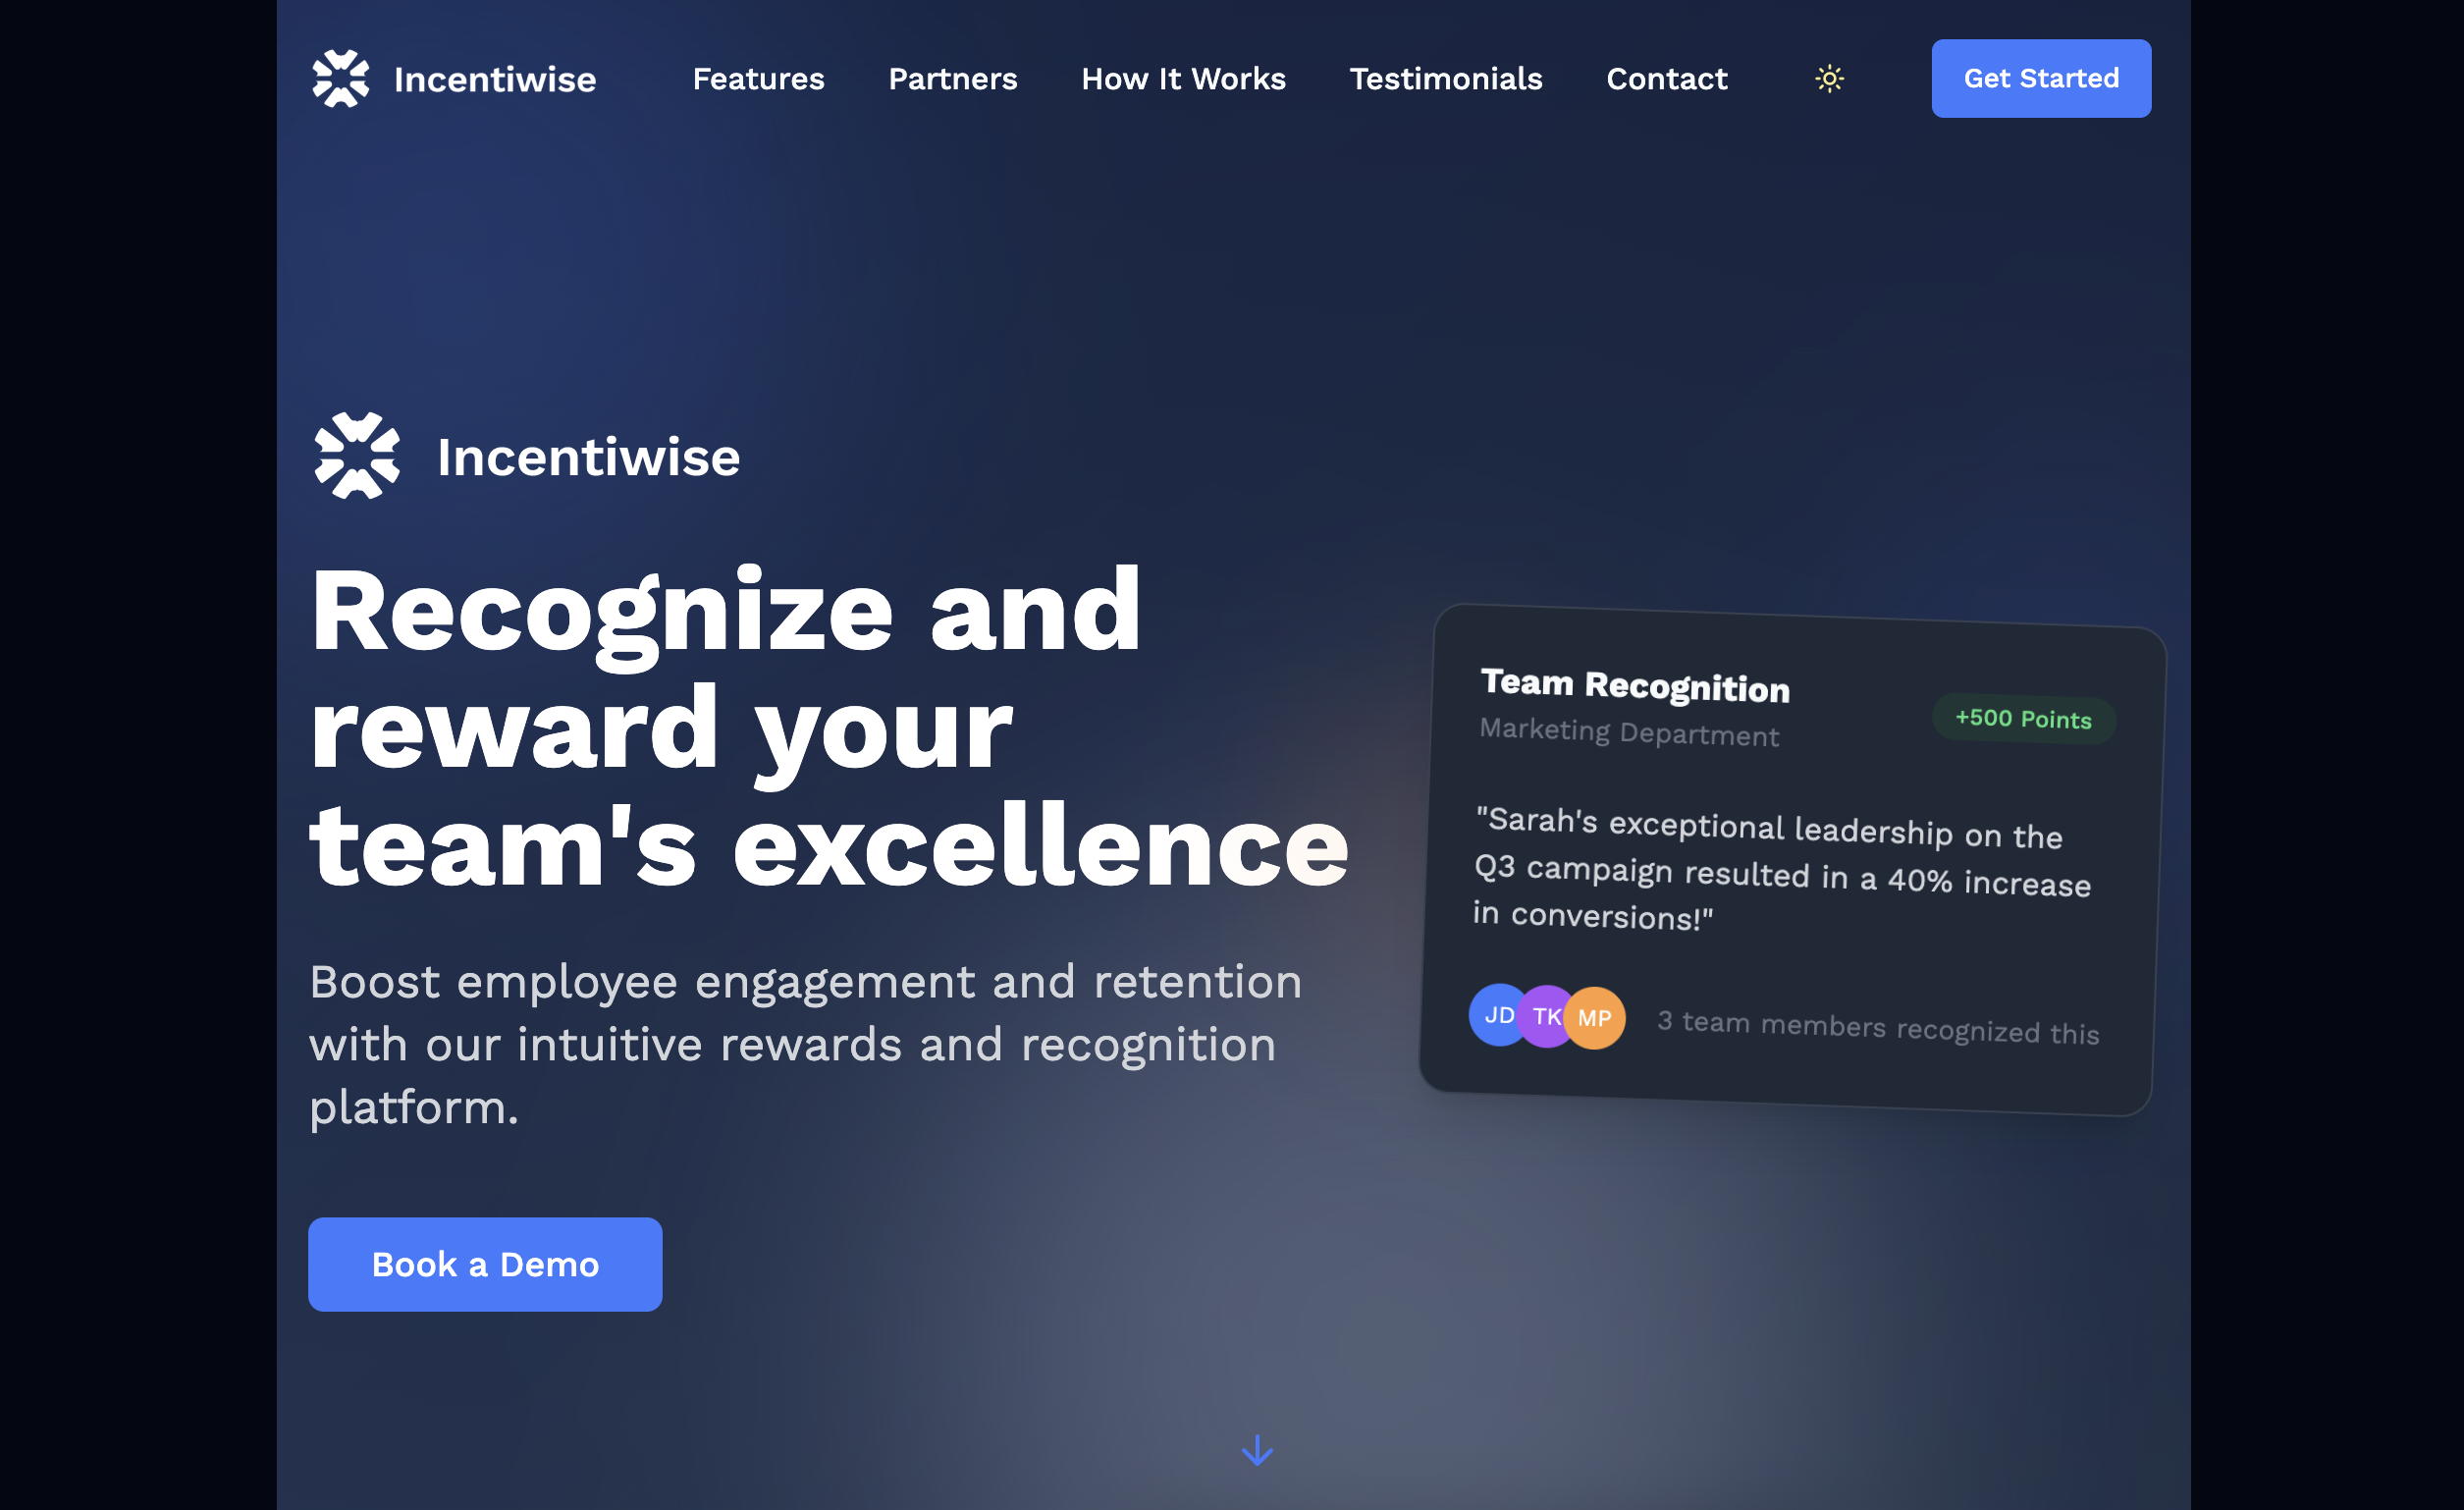 Incentiwise
Features
Partners
How It Works
Testimonials
Contact
Get Started
Incentiwise
Recognize and
reward your
team's excellence
Boost employee engagement and retention
with our intuitive rewards and recognition
platform.
Book a Demo
Team Recognition
Marketing Department
+500 Points
"Sarah's exceptional leadership on the
Q3 campaign resulted in a 40% increase
in conversions!"
JD
TK
MP
3 team members recognized this